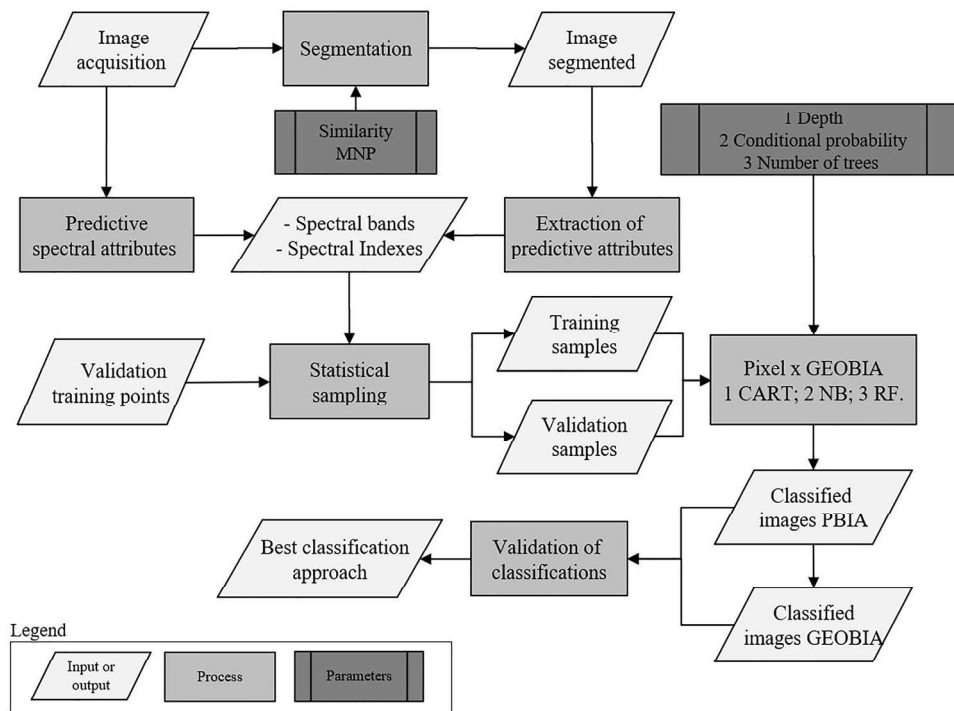 Image
acquisition
Segmentation
Image
segmented
Similarity
MNP
1 Depth
2 Conditional probability
3 Number of trees
Predictive
spectral attributes
- Spectral bands
- Spectral Indexes
Extraction of
predictive attributes
Training
samples
Validation
training points
Statistical
sampling
Pixel x GEOBIA
1 CART; 2 NB; 3 RF.
Validation
samples
Classified
images PBIA
Best classification
approach
Validation of
classifications
Classified
images GEOBIA
Legend
Input or
output
Process
Parameters